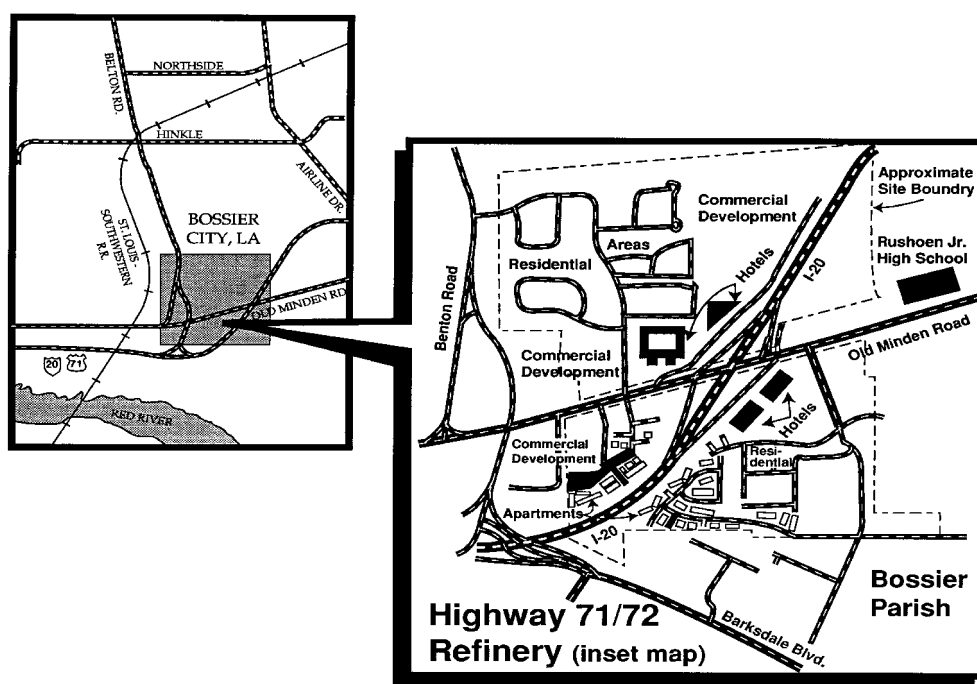 NORTHSIDE
BELTON RD.
HINKLE
AIRLINE DR.
ST. LOUIS -
SOUTHWESTERN
R.R.
BOSSIER
CITY, LA
OLD MINDEN RD
20 71
RED RIVER
Approximate
Site Boundry
Commercial
Development
Areas
Residential
Hotels
I-20
Rushoen Jr.
High School
Benton Road
Old Minden Road
Commercial
Development
Commercial
Development
Hotels
Resi-
dential
Apartments
I-20
Bossier
Parish
Highway 71/72
Refinery (inset map)
Barksdale Blvd.